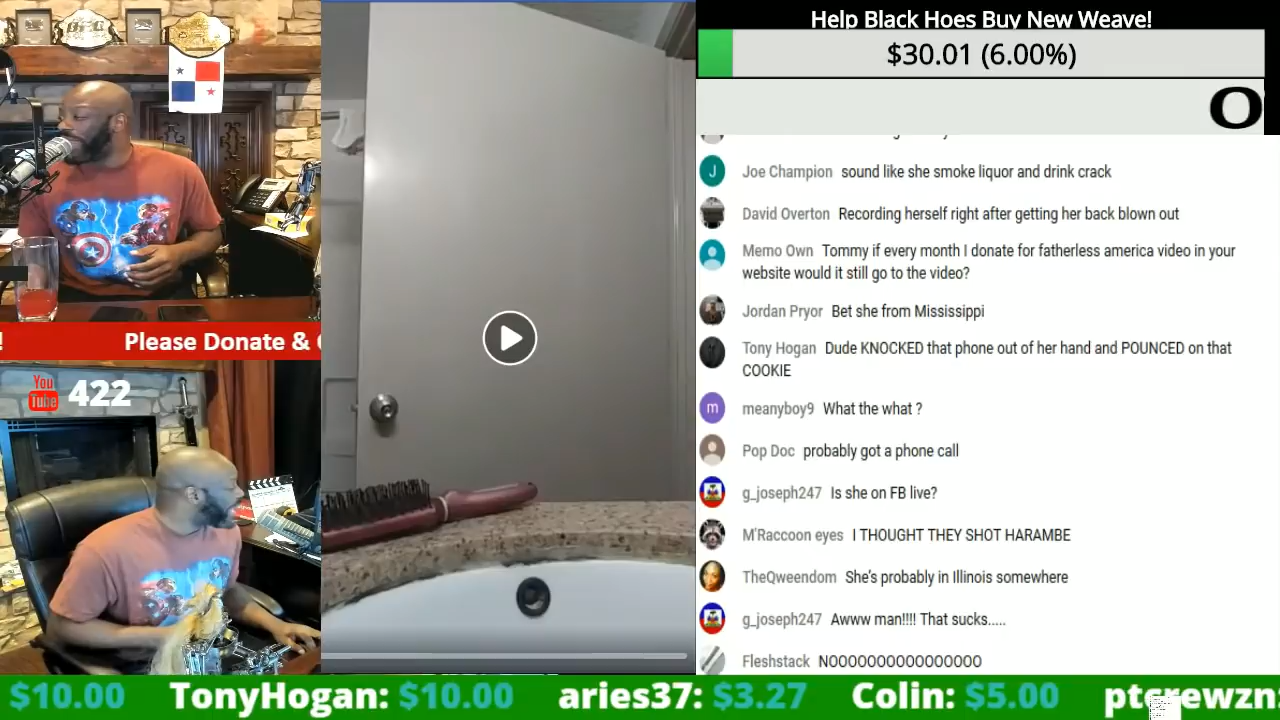 Help Black Hoes Buy New Weave!
$30.01 (6.00%)
O
Joe Champion sound like she smoke liquor and drink crack
David Overton Recording herself right after getting her back blown out
Memo Own Tommy if every month I donate for fatherless america video in your
website would it still go to the video?
Jordan Pryor Bet she from Mississippi
Tony Hogan Dude KNOCKED that phone out of her hand and POUNCED on that
COOKIE
m
meanyboy9 What the what ?
Pop Doc probably got a phone call
g_joseph247 Is she on FB live?
M'Raccoon eyes I THOUGHT THEY SHOT HARAMBE
TheQweendom She's probably in Illinois somewhere
g_joseph247 Awww man!!!! That sucks.....
Fleshstack NOOOOOOOOOOOOOOO
! Please Donate &
You
Tube 422
$10.00 TonyHogan: $10.00 aries37: $3.27 Colin: $5.00 ptcrewzn: